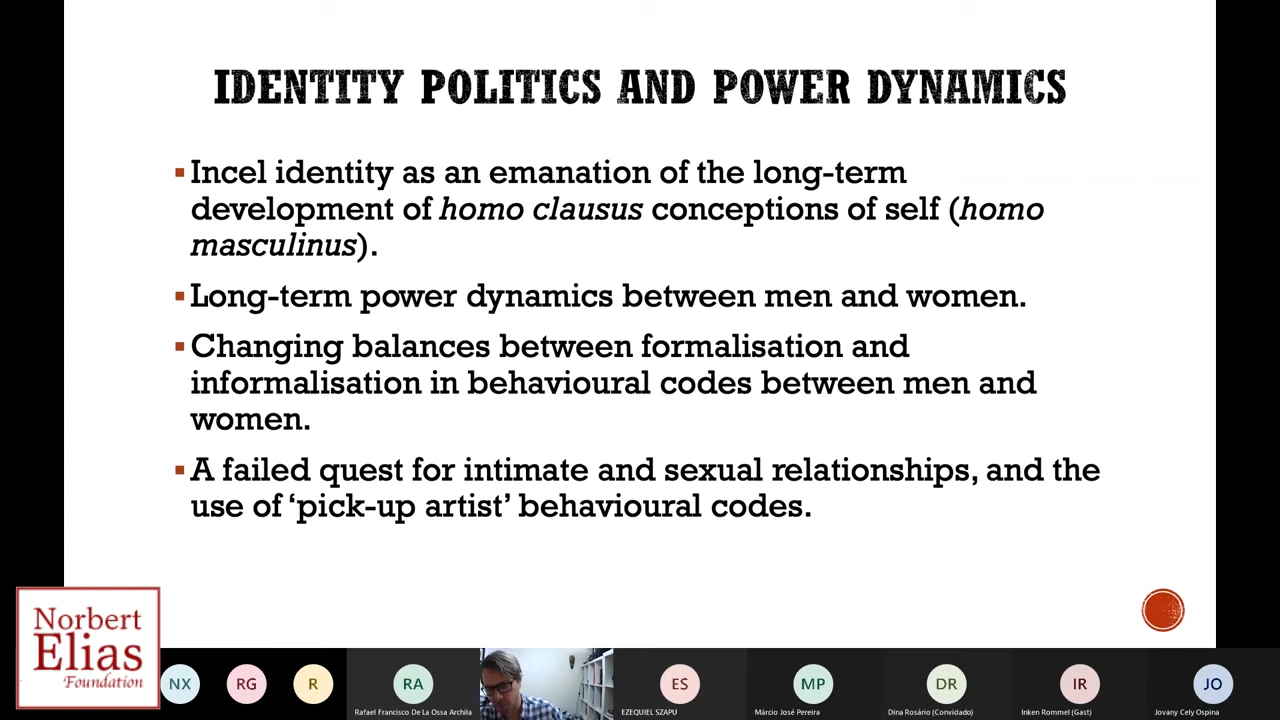 IDENTITY POLITICS AND POWER DYNAMICS
▪Incel identity as an emanation of the long-term
development of homo clausus conceptions of self (homo
masculinus).
▪Long-term power dynamics between men and women.
▪Changing balances between formalisation and
informalisation in behavioural codes between men and
women.
▪A failed quest for intimate and sexual relationships, and the
use of ‘pick-up artist’ behavioural codes.
Norbert
Elias
Foundation
NX RG R RA ES MP DR IR JO
Rafael Francisco De La Ossa Archila EZEQUIEL SZAPU Márcio José Pereira Dina Rosário (Convidado) Inken Rommel (Gast) Jovany Cely Ospina